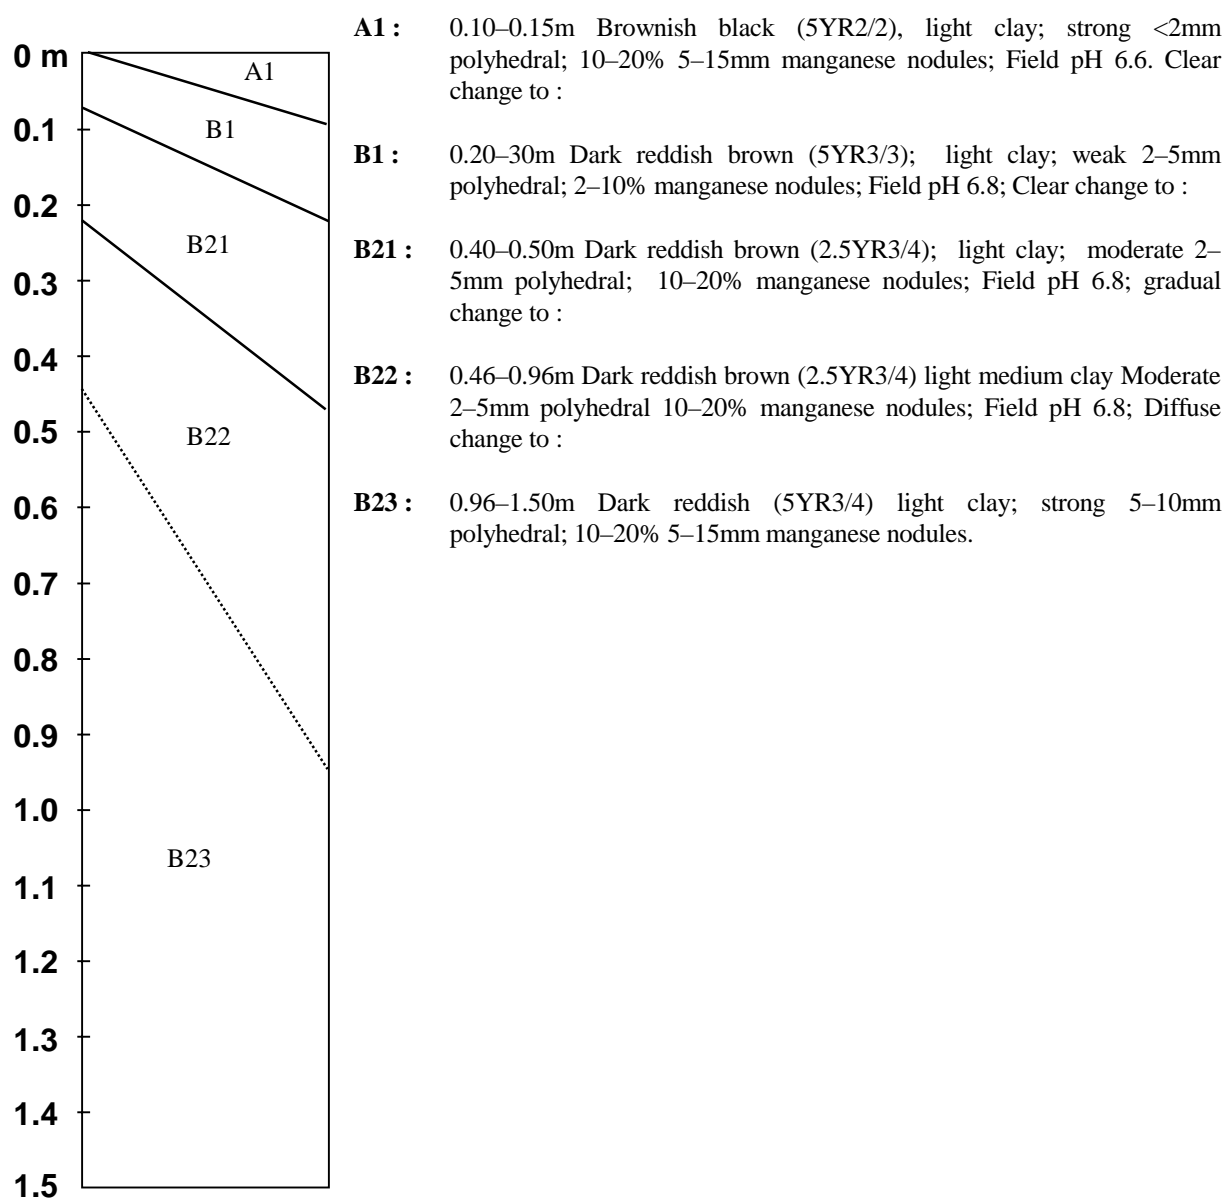 0 m
0.1
0.2
0.3
0.4
0.5
0.6
0.7
0.8
0.9
1.0
1.1
1.2
1.3
1.4
1.5
A1
B1
B21
B22
B23
A1 : 0.10–0.15m Brownish black (5YR2/2), light clay; strong <2mm
polyhedral; 10–20% 5–15mm manganese nodules; Field pH 6.6. Clear
change to :
B1 : 0.20–30m Dark reddish brown (5YR3/3); light clay; weak 2–5mm
polyhedral; 2–10% manganese nodules; Field pH 6.8; Clear change to :
B21 : 0.40–0.50m Dark reddish brown (2.5YR3/4); light clay; moderate 2–
5mm polyhedral; 10–20% manganese nodules; Field pH 6.8; gradual
change to :
B22 : 0.46–0.96m Dark reddish brown (2.5YR3/4) light medium clay Moderate
2–5mm polyhedral 10–20% manganese nodules; Field pH 6.8; Diffuse
change to :
B23 : 0.96–1.50m Dark reddish (5YR3/4) light clay; strong 5–10mm
polyhedral; 10–20% 5–15mm manganese nodules.